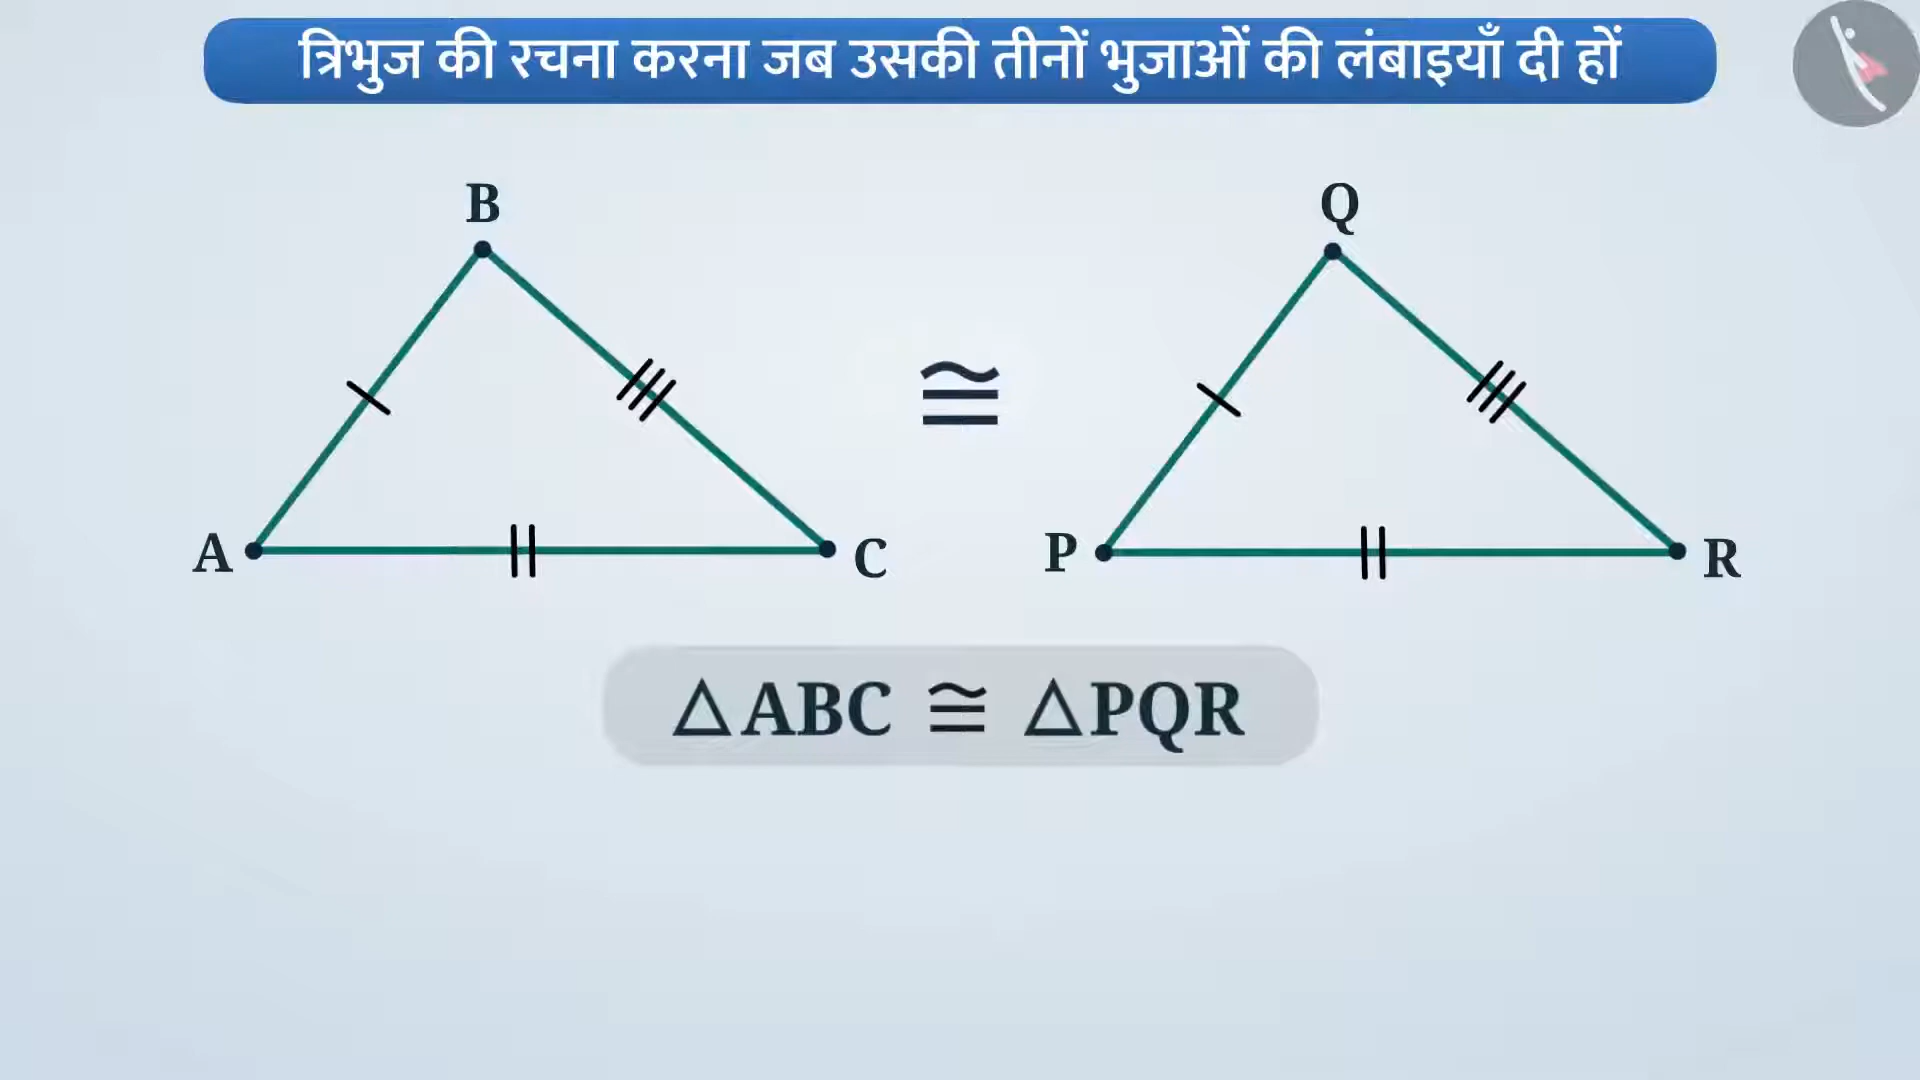 त्रिभुज की रचना करना जब उसकी तीनों भुजाओं की लंबाइयाँ दी हों
B
Q
≅
A
C
P
R
△ABC ≅ △PQR